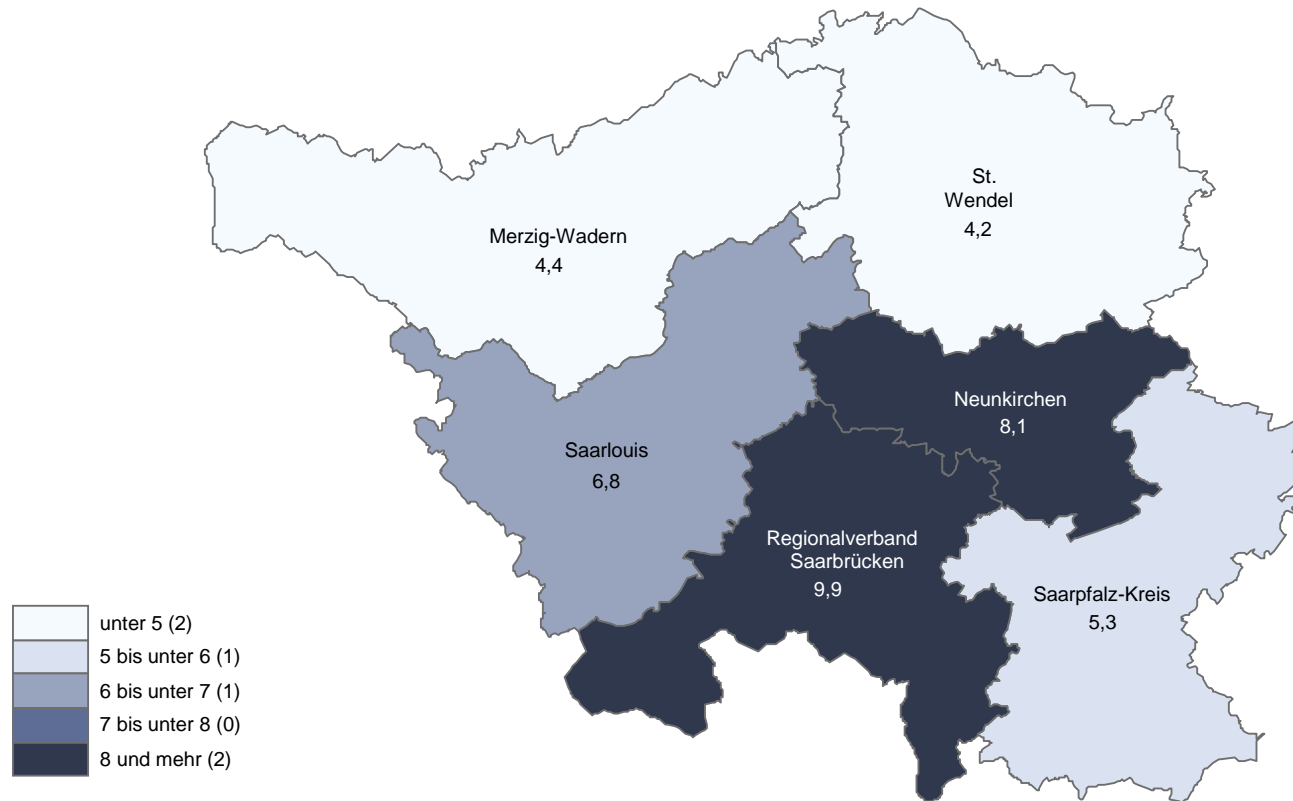 St.
Wendel
4,2
Merzig-Wadern
4,4
Neunkirchen
8,1
Saarlouis
6,8
Regionalverband
Saarbrücken
9,9
Saarpfalz-Kreis
5,3
unter 5 (2)
5 bis unter 6 (1)
6 bis unter 7 (1)
7 bis unter 8 (0)
8 und mehr (2)